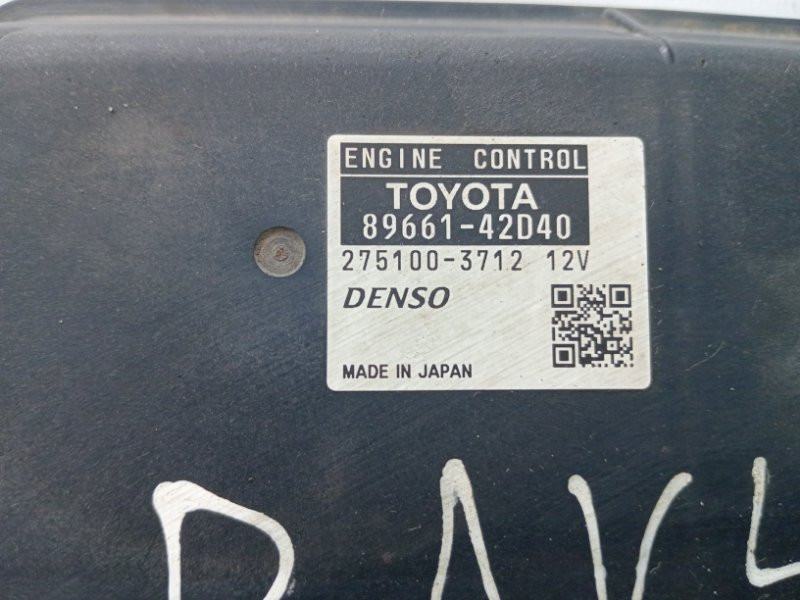 ENGINE CONTROL
TOYOTA
89661-42D40
275100-3712 12V
DENSO
MADE IN JAPAN